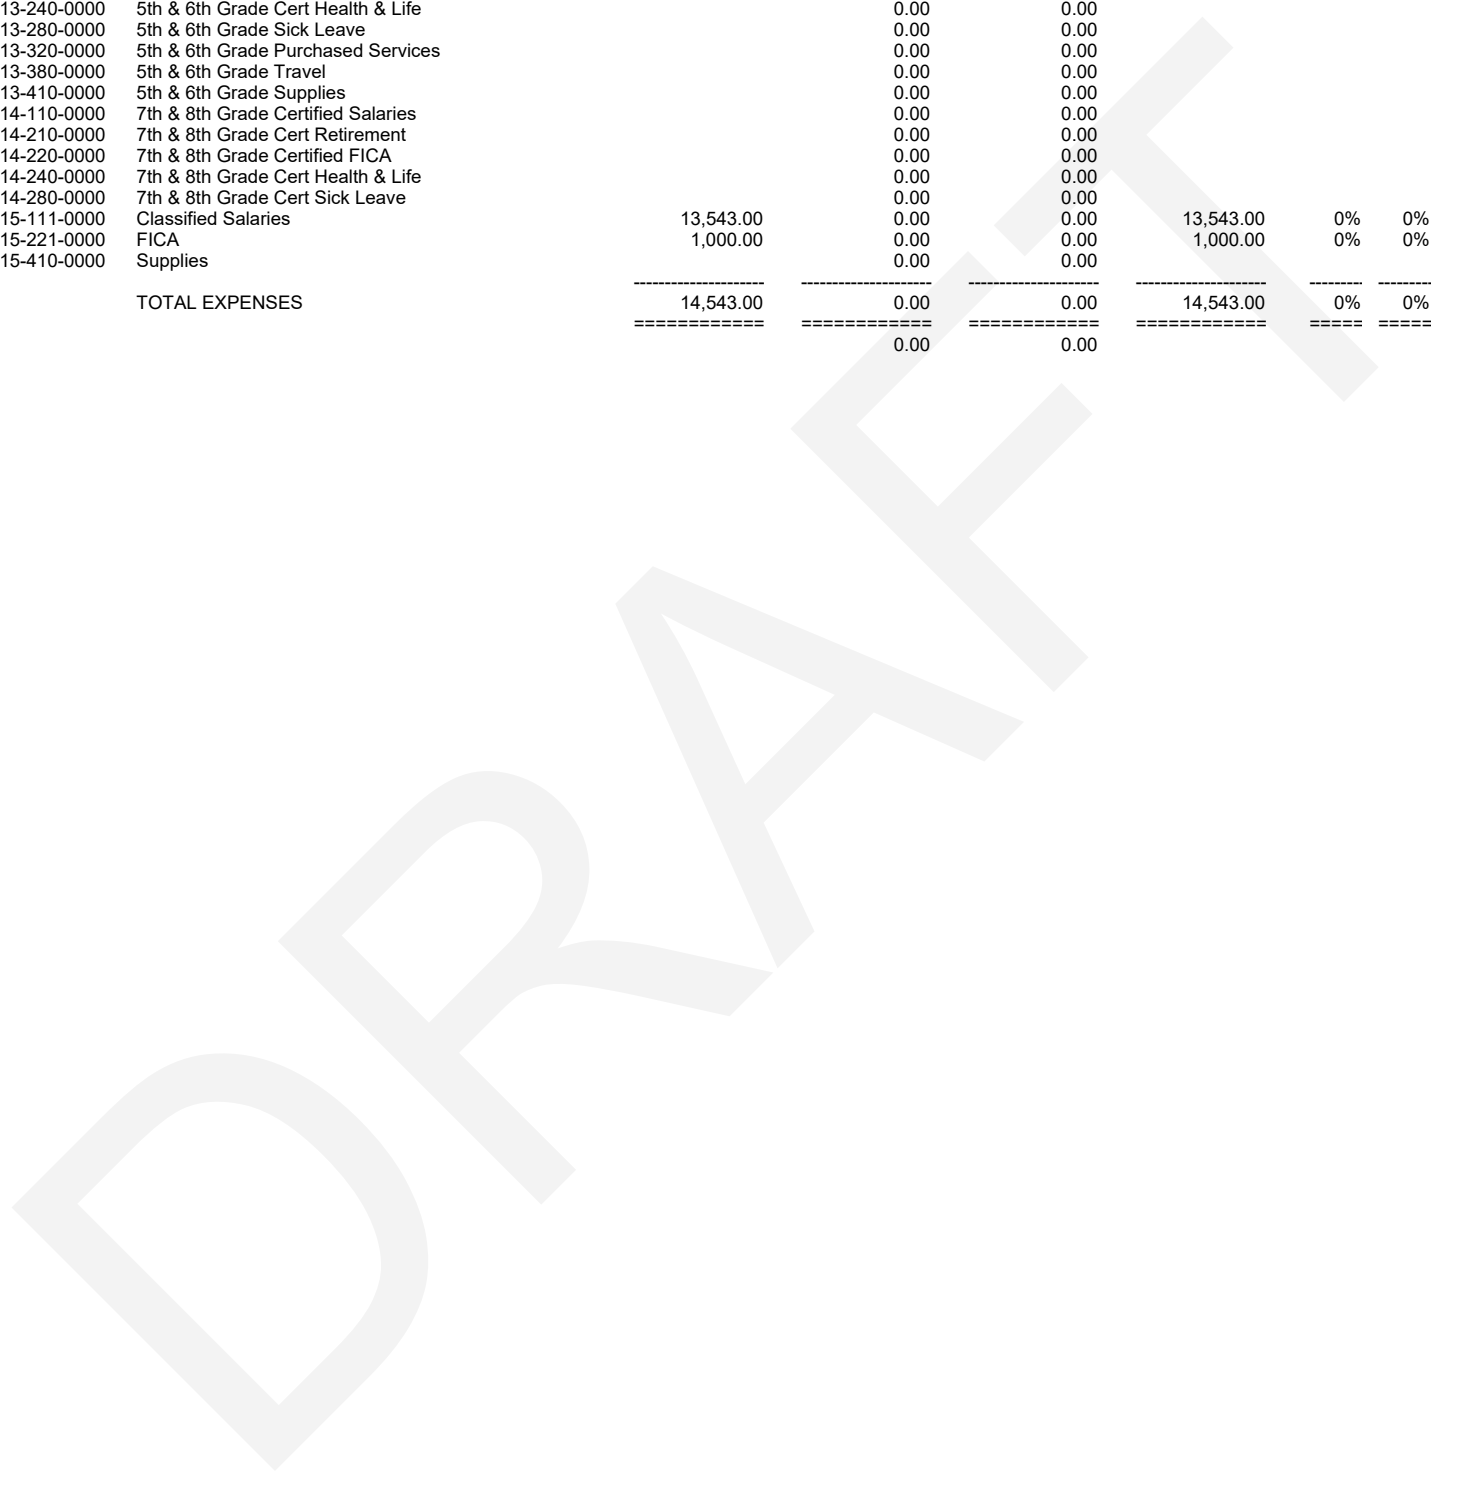 13-240-0000 5th & 6th Grade Cert Health & Life 0.00 0.00
13-280-0000 5th & 6th Grade Sick Leave 0.00 0.00
13-320-0000 5th & 6th Grade Purchased Services 0.00 0.00
13-380-0000 5th & 6th Grade Travel 0.00 0.00
13-410-0000 5th & 6th Grade Supplies 0.00 0.00
14-110-0000 7th & 8th Grade Certified Salaries 0.00 0.00
14-210-0000 7th & 8th Grade Cert Retirement 0.00 0.00
14-220-0000 7th & 8th Grade Certified FICA 0.00 0.00
14-240-0000 7th & 8th Grade Cert Health & Life 0.00 0.00
14-280-0000 7th & 8th Grade Cert Sick Leave 0.00 0.00
15-111-0000 Classified Salaries 13,543.00 0.00 0.00 13,543.00 0% 0%
15-221-0000 FICA 1,000.00 0.00 0.00 1,000.00 0% 0%
15-410-0000 Supplies 0.00 0.00
--------------------- --------------------- --------------------- --------------------- --------- ---------
TOTAL EXPENSES 14,543.00 0.00 0.00 14,543.00 0% 0%
============ ============ ============ ============ ===== =====
0.00 0.00
DRAFT